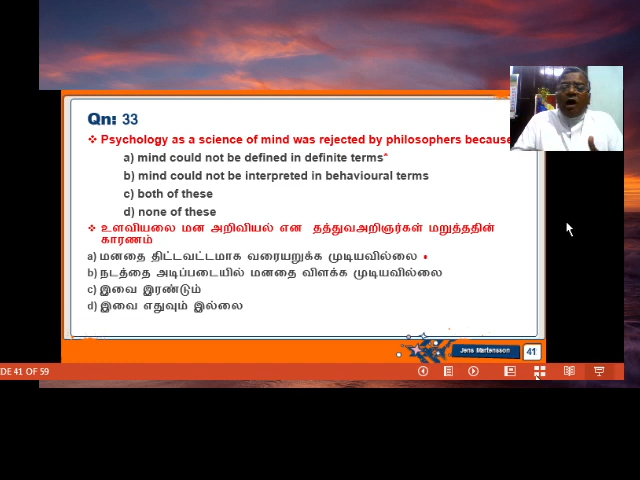 Qn: 33
❖ Psychology as a science of mind was rejected by philosophers because
a) mind could not be defined in definite terms*
b) mind could not be interpreted in behavioural terms
c) both of these
d) none of these
❖ உளவியலை மன அறிவியல் என தத்துவஅறிஞர்கள் மறுத்ததின்
காரணம்
a) மனதை திட்டவட்டமாக வரையறுக்க முடியவில்லை *
b) நடத்தை அடிப்படையில் மனதை விளக்க முடியவில்லை
c) இவை இரண்டும்
d) இவை எதுவும் இல்லை
Jens Martensson
41
DE 41 OF 59